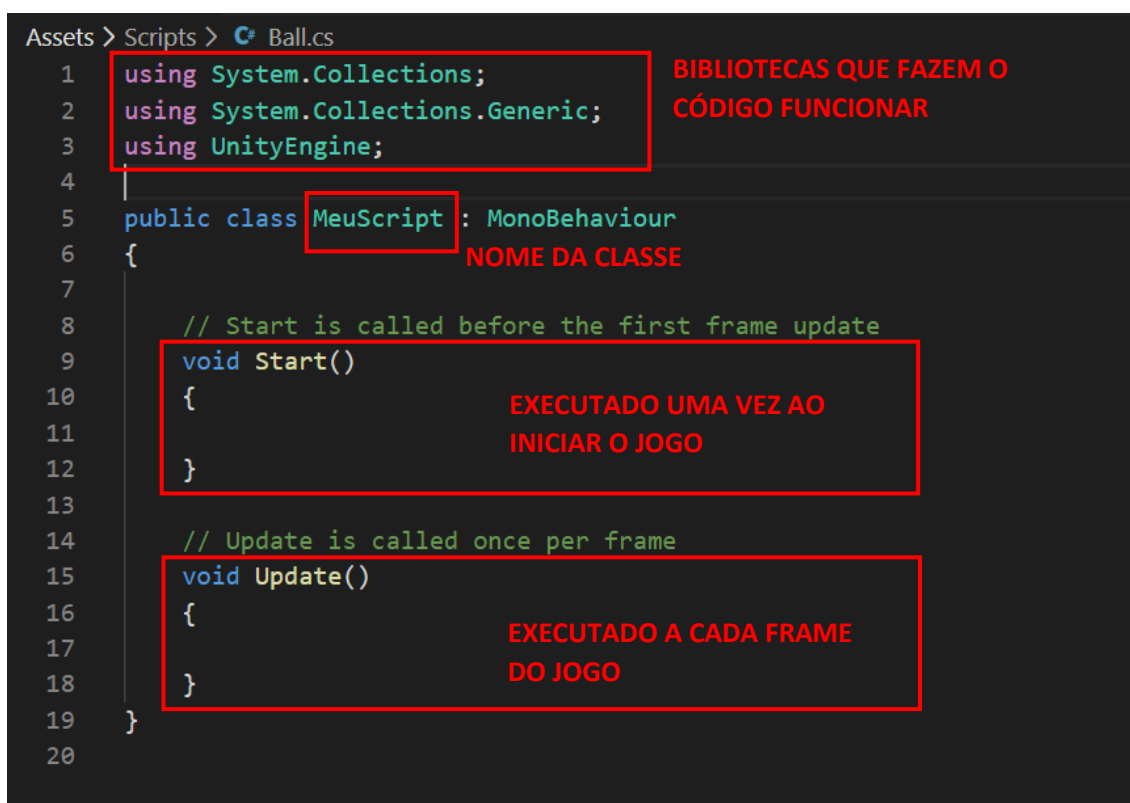 Assets > Scripts > C# Ball.cs
1 using System.Collections;
BIBLIOTECAS QUE FAZEM O
2 using System.Collections.Generic;
CÓDIGO FUNCIONAR
3 using UnityEngine;
4
5 public class MeuScript : MonoBehaviour
6 {
NOME DA CLASSE
7
8 // Start is called before the first frame update
9 void Start()
10 {
EXECUTADO UMA VEZ AO
11
INICIAR O JOGO
12 }
13
14 // Update is called once per frame
15 void Update()
16 {
EXECUTADO A CADA FRAME
17
DO JOGO
18 }
19 }
20